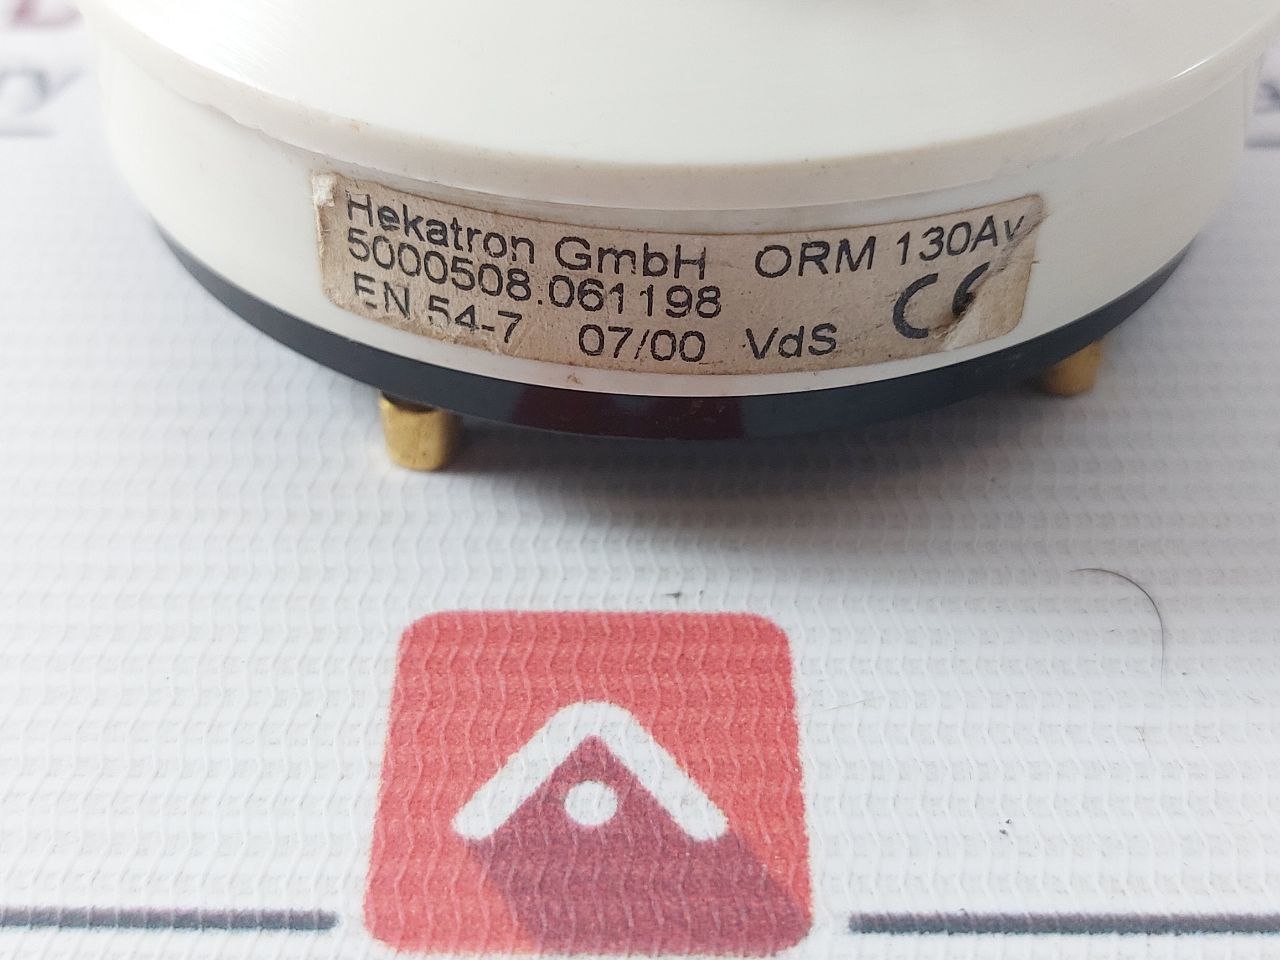 Hekatron GmbH ORM 130Av
5000508.061198
EN 54-7 07/00 VdS CE